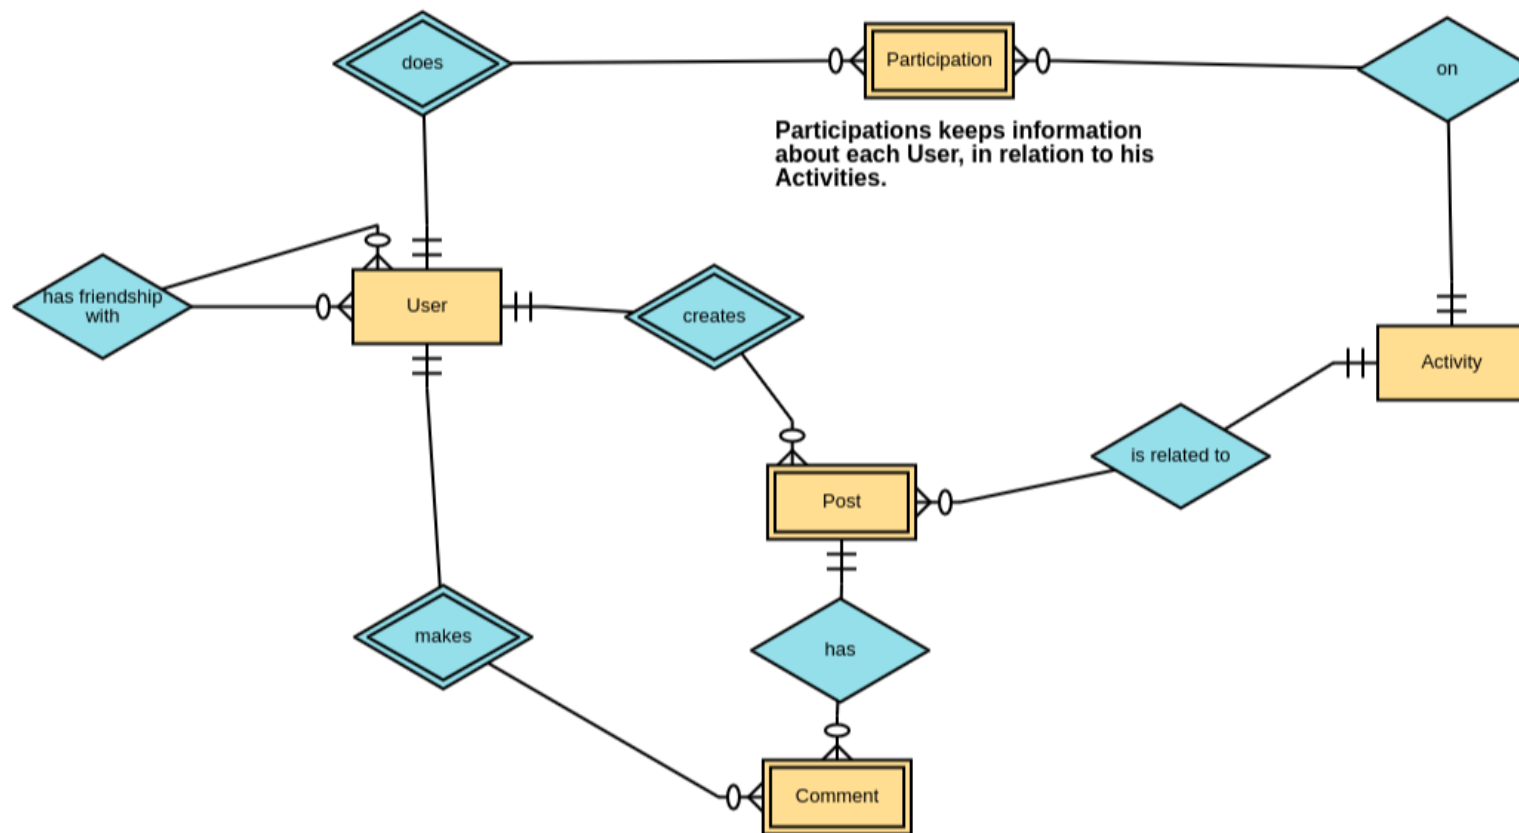 does
Participation
on
Participations keeps information
about each User, in relation to his
Activities.
has friendship
with
User
creates
Activity
is related to
Post
makes
has
Comment